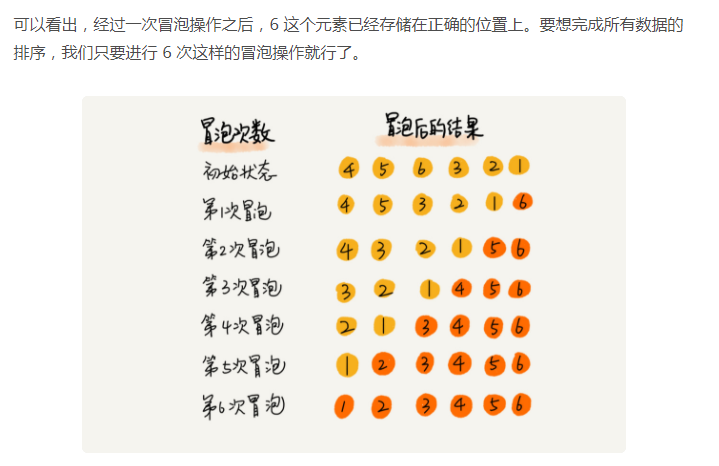 可以看出，经过一次冒泡操作之后，6 这个元素已经存储在正确的位置上。要想完成所有数据的
排序，我们只要进行 6 次这样的冒泡操作就行了。
冒泡次数 冒泡后的结果
初始状态 4 5 6 3 2 1
第1次冒泡 4 5 3 2 1 6
第2次冒泡 4 3 2 1 5 6
第3次冒泡 3 2 1 4 5 6
第4次冒泡 2 1 3 4 5 6
第5次冒泡 1 2 3 4 5 6
第6次冒泡 1 2 3 4 5 6